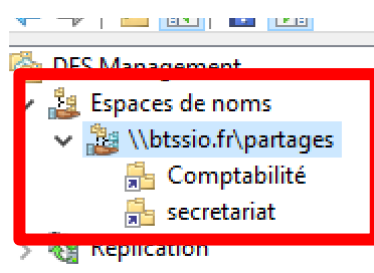 DFS Management
Espaces de noms
\\btssio.fr\partages
Comptabilité
secretariat
Réplication